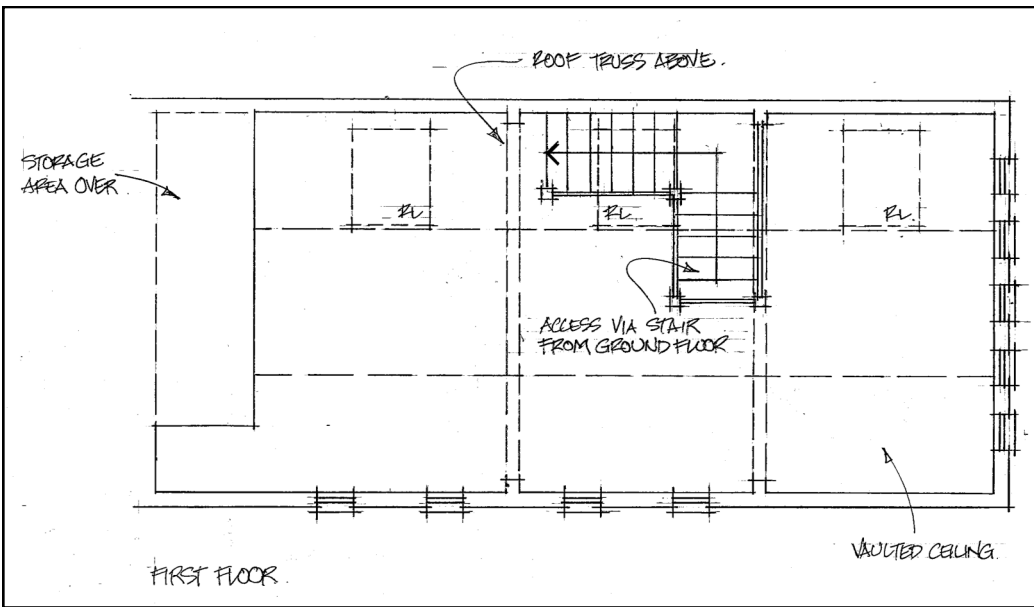 ROOF TRUSS ABOVE.
STORAGE
AREA OVER
RL
RL.
RL.
ACCESS VIA STAIR
FROM GROUND FLOOR
VAULTED CEILING.
FIRST FLOOR.